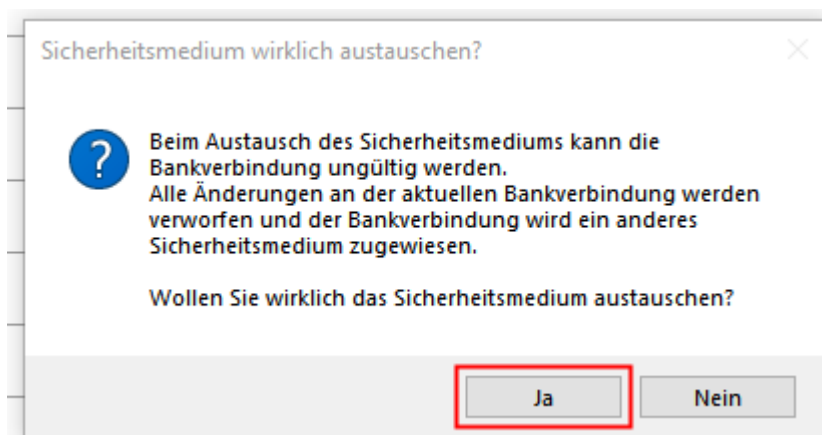 Sicherheitsmedium wirklich austauschen?
?
Beim Austausch des Sicherheitsmediums kann die
Bankverbindung ungültig werden.
Alle Änderungen an der aktuellen Bankverbindung werden
verworfen und der Bankverbindung wird ein anderes
Sicherheitsmedium zugewiesen.
Wollen Sie wirklich das Sicherheitsmedium austauschen?
Ja
Nein